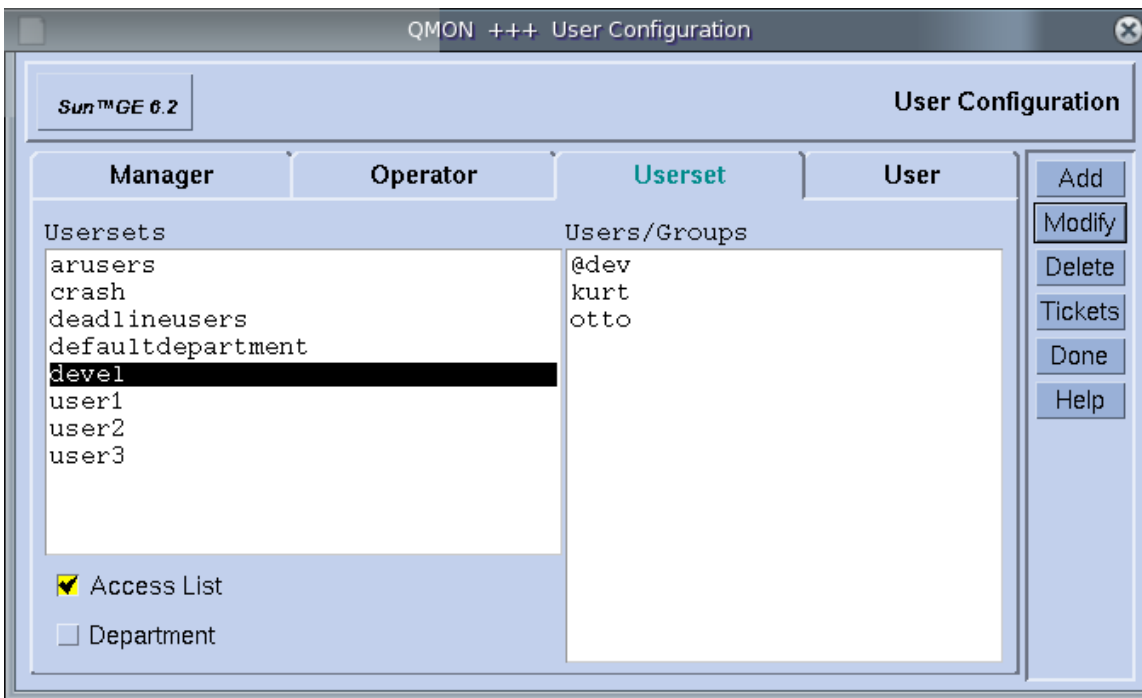 QMON +++ User Configuration
Sun™GE 6.2
User Configuration
Manager
Operator
Userset
User
Usersets
arusers
crash
deadlineusers
defaultdepartment
devel
user1
user2
user3
Access List
Department
Users/Groups
@dev
kurt
otto
Add
Modify
Delete
Tickets
Done
Help